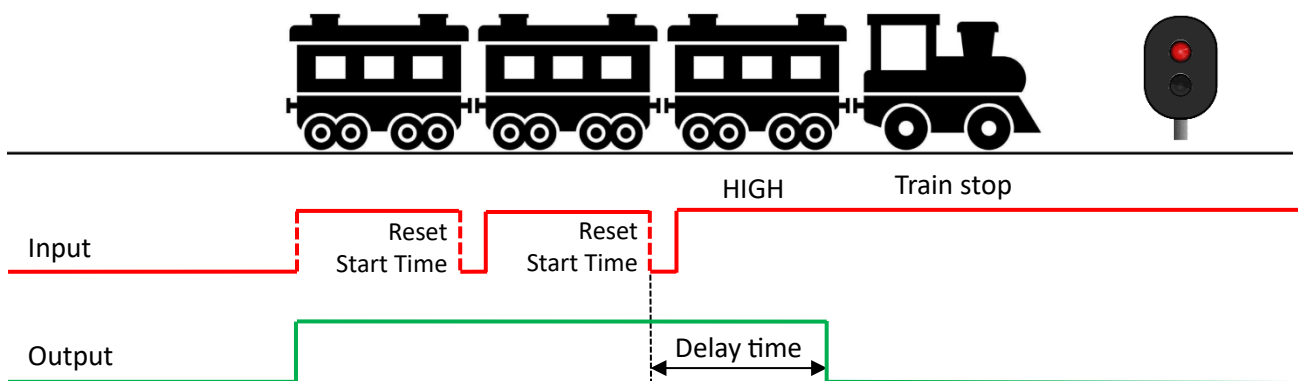 HIGH
Train stop
Input
Reset
Start Time
Reset
Start Time
Output
Delay time